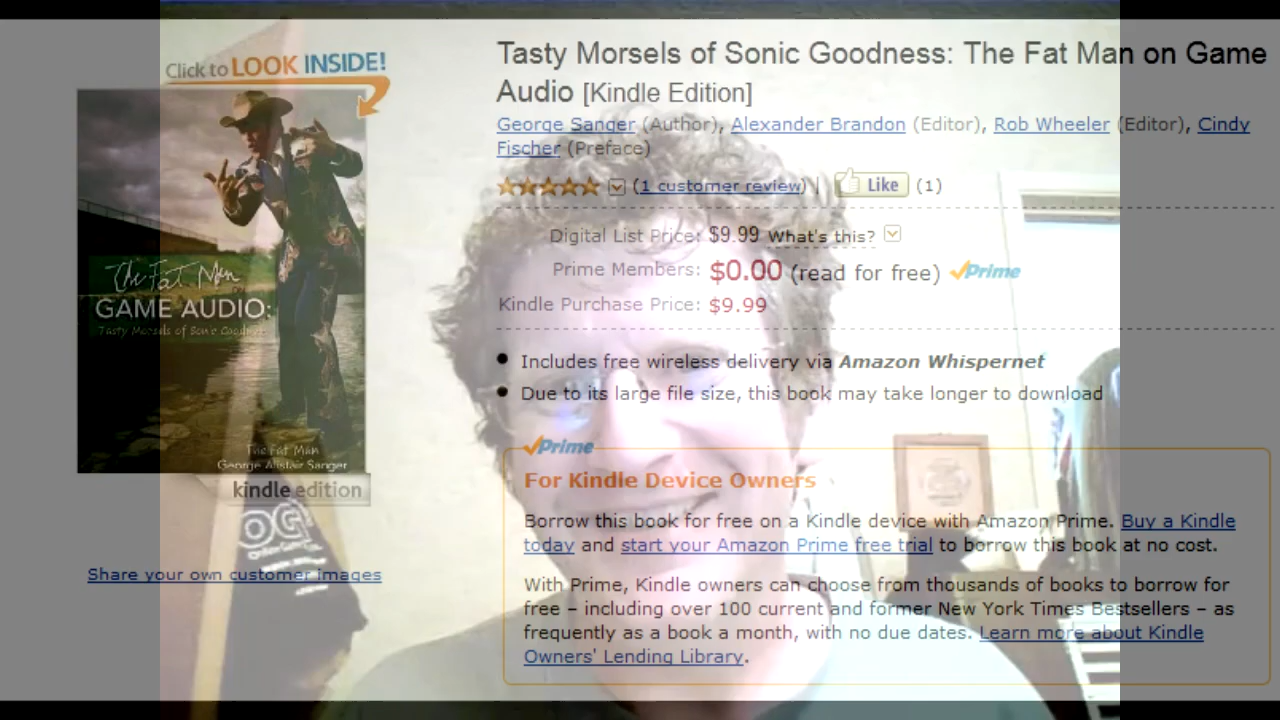 Click to LOOK INSIDE!
Tasty Morsels of Sonic Goodness: The Fat Man on Game
Audio [Kindle Edition]
George Sanger (Author), Alexander Brandon (Editor), Rob Wheeler (Editor), Cindy
Fischer (Preface)
(1 customer review) | Like (1)
Digital List Price: $9.99 What's this?
Prime Members: $0.00 (read for free) Prime
Kindle Purchase Price: $9.99
The Fat Man
GAME AUDIO:
Tasty Morsels of Sonic Goodness
Includes free wireless delivery via Amazon Whispernet
Due to its large file size, this book may take longer to download
The Fat Man
George Alistair Sanger
kindle edition
OG
Share your own customer images
Prime
For Kindle Device Owners
Borrow this book for free on a Kindle device with Amazon Prime. Buy a Kindle
today and start your Amazon Prime free trial to borrow this book at no cost.
With Prime, Kindle owners can choose from thousands of books to borrow for
free – including over 100 current and former New York Times Bestsellers – as
frequently as a book a month, with no due dates. Learn more about Kindle
Owners' Lending Library.